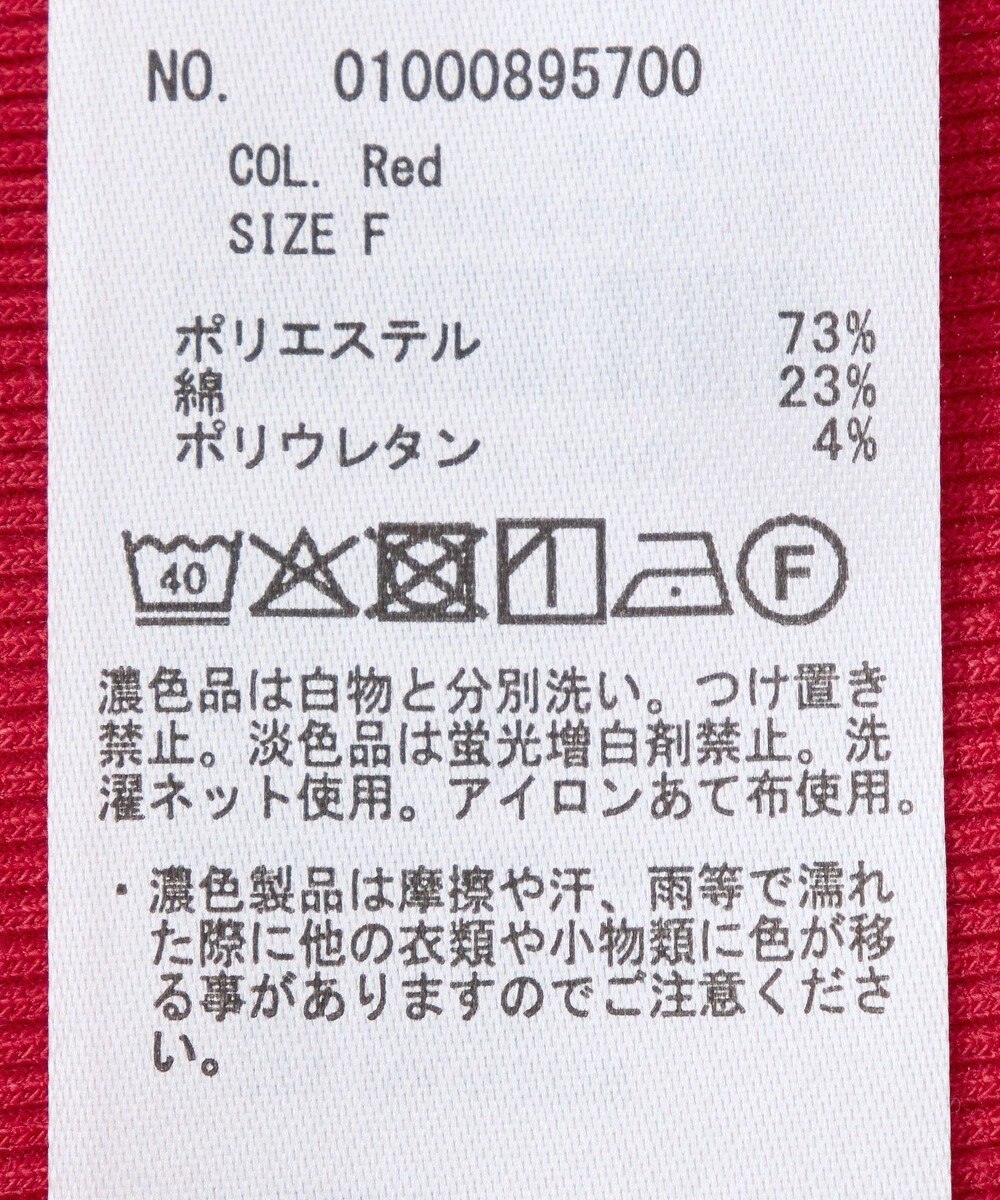 NO. 01000895700
COL. Red
SIZE F
ポリエステル 73%
綿 23%
ポリウレタン 4%
40 F
濃色品は白物と分別洗い。つけ置き
禁止。淡色品は蛍光増白剤禁止。洗
濯ネット使用。アイロンあて布使用。
・濃色製品は摩擦や汗、雨等で濡れ
た際に他の衣類や小物類に色が移
る事がありますのでご注意くださ
い。